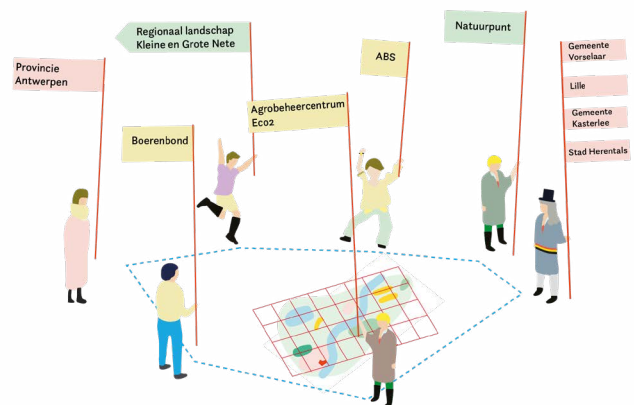 Regionaal landschap
Kleine en Grote Nete
Natuurpunt
ABS
Gemeente
Vorselaar
Lille
Gemeente
Kasterlee
Stad Herentals
Provincie
Antwerpen
Agrobeheercentrum
Eco2
Boerenbond